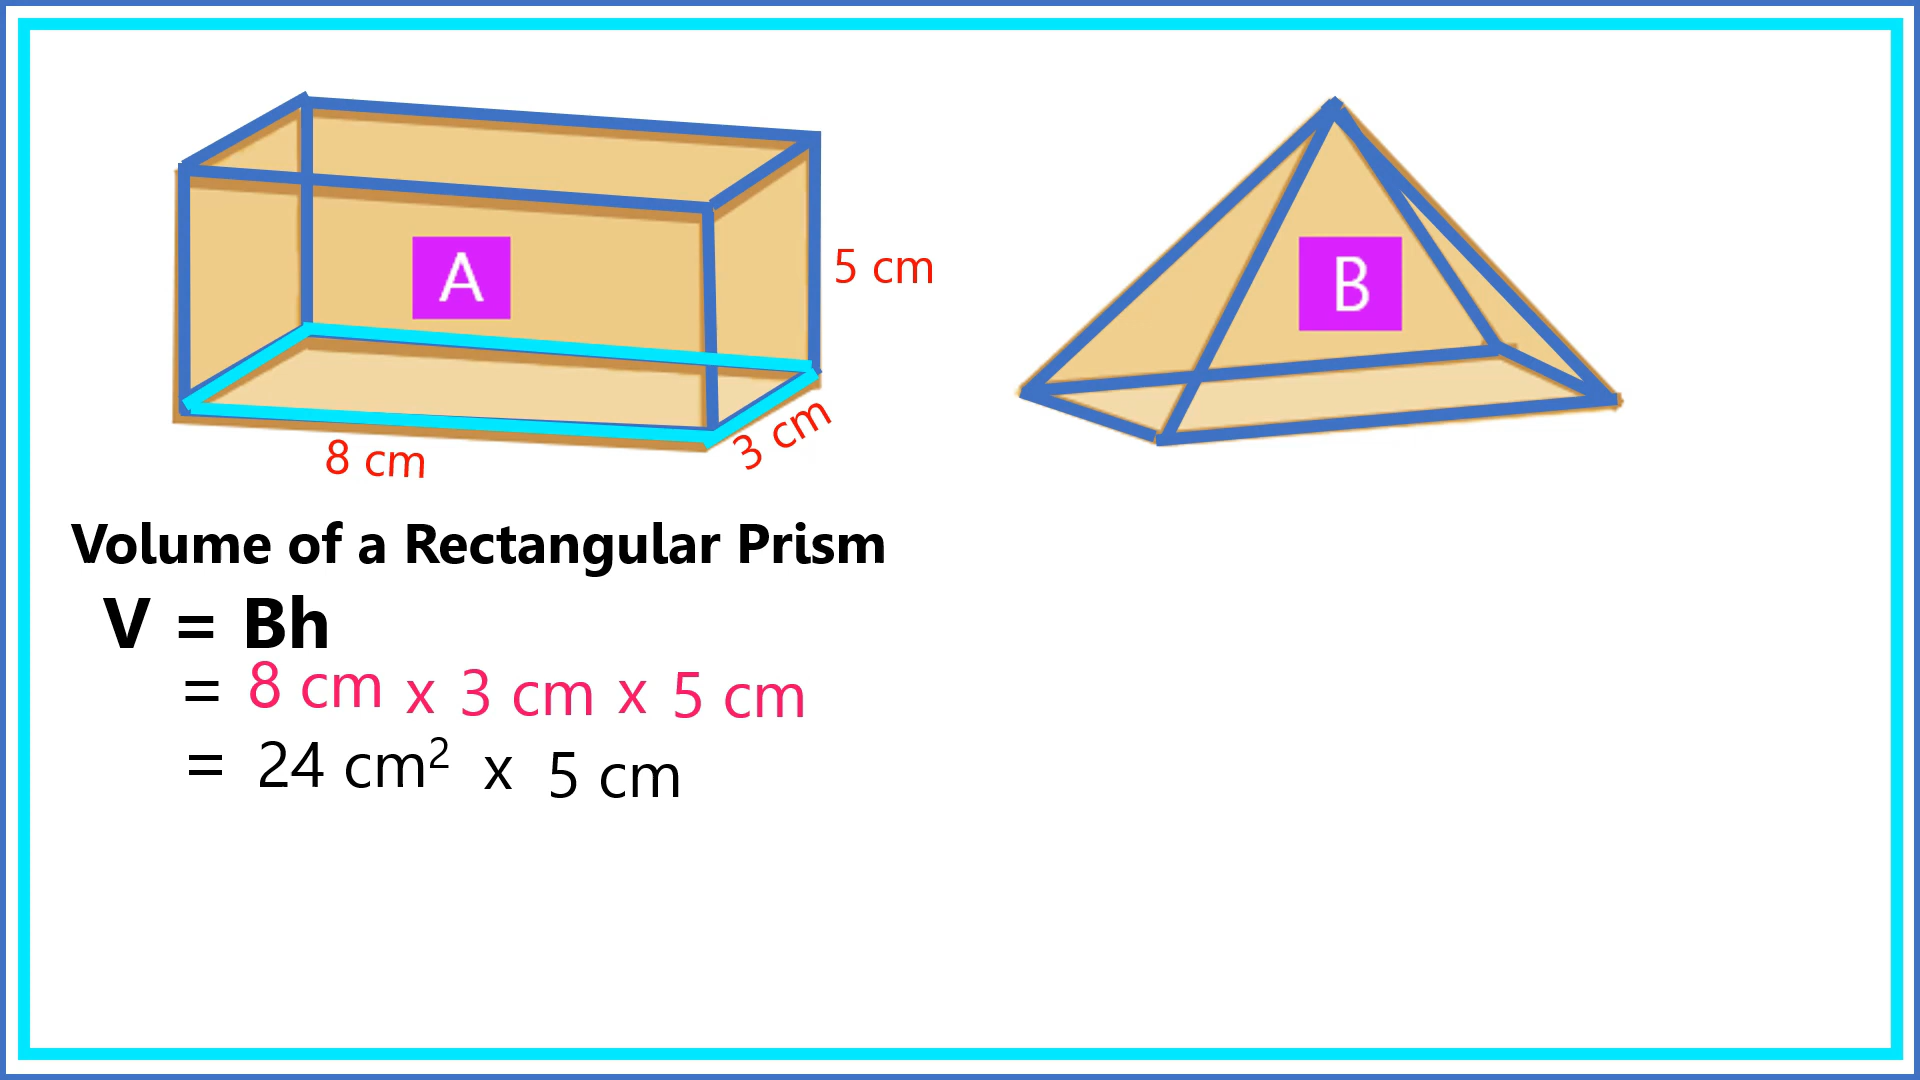 A
B
5 cm
3 cm
8 cm
Volume of a Rectangular Prism
V = Bh
= 8 cm x 3 cm x 5 cm
= 24 cm² x 5 cm